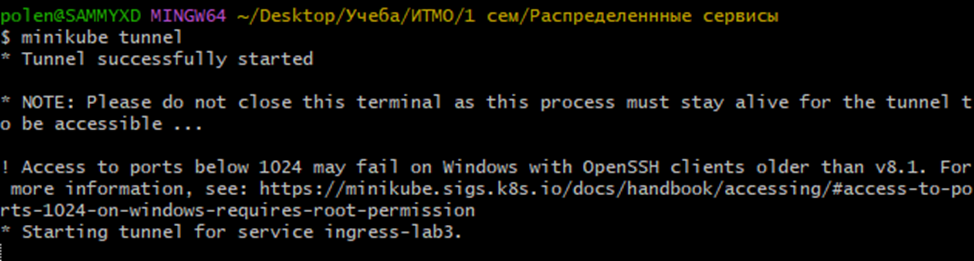 polen@SAMMYXD MINGW64 ~/Desktop/Учеба/ИТМО/1 сем/Распределеннные сервисы
$ minikube tunnel
* Tunnel successfully started
* NOTE: Please do not close this terminal as this process must stay alive for the tunnel t
o be accessible ...
! Access to ports below 1024 may fail on Windows with OpenSSH clients older than v8.1. For
 more information, see: https://minikube.sigs.k8s.io/docs/handbook/accessing/#access-to-po
rts-1024-on-windows-requires-root-permission
* Starting tunnel for service ingress-lab3.